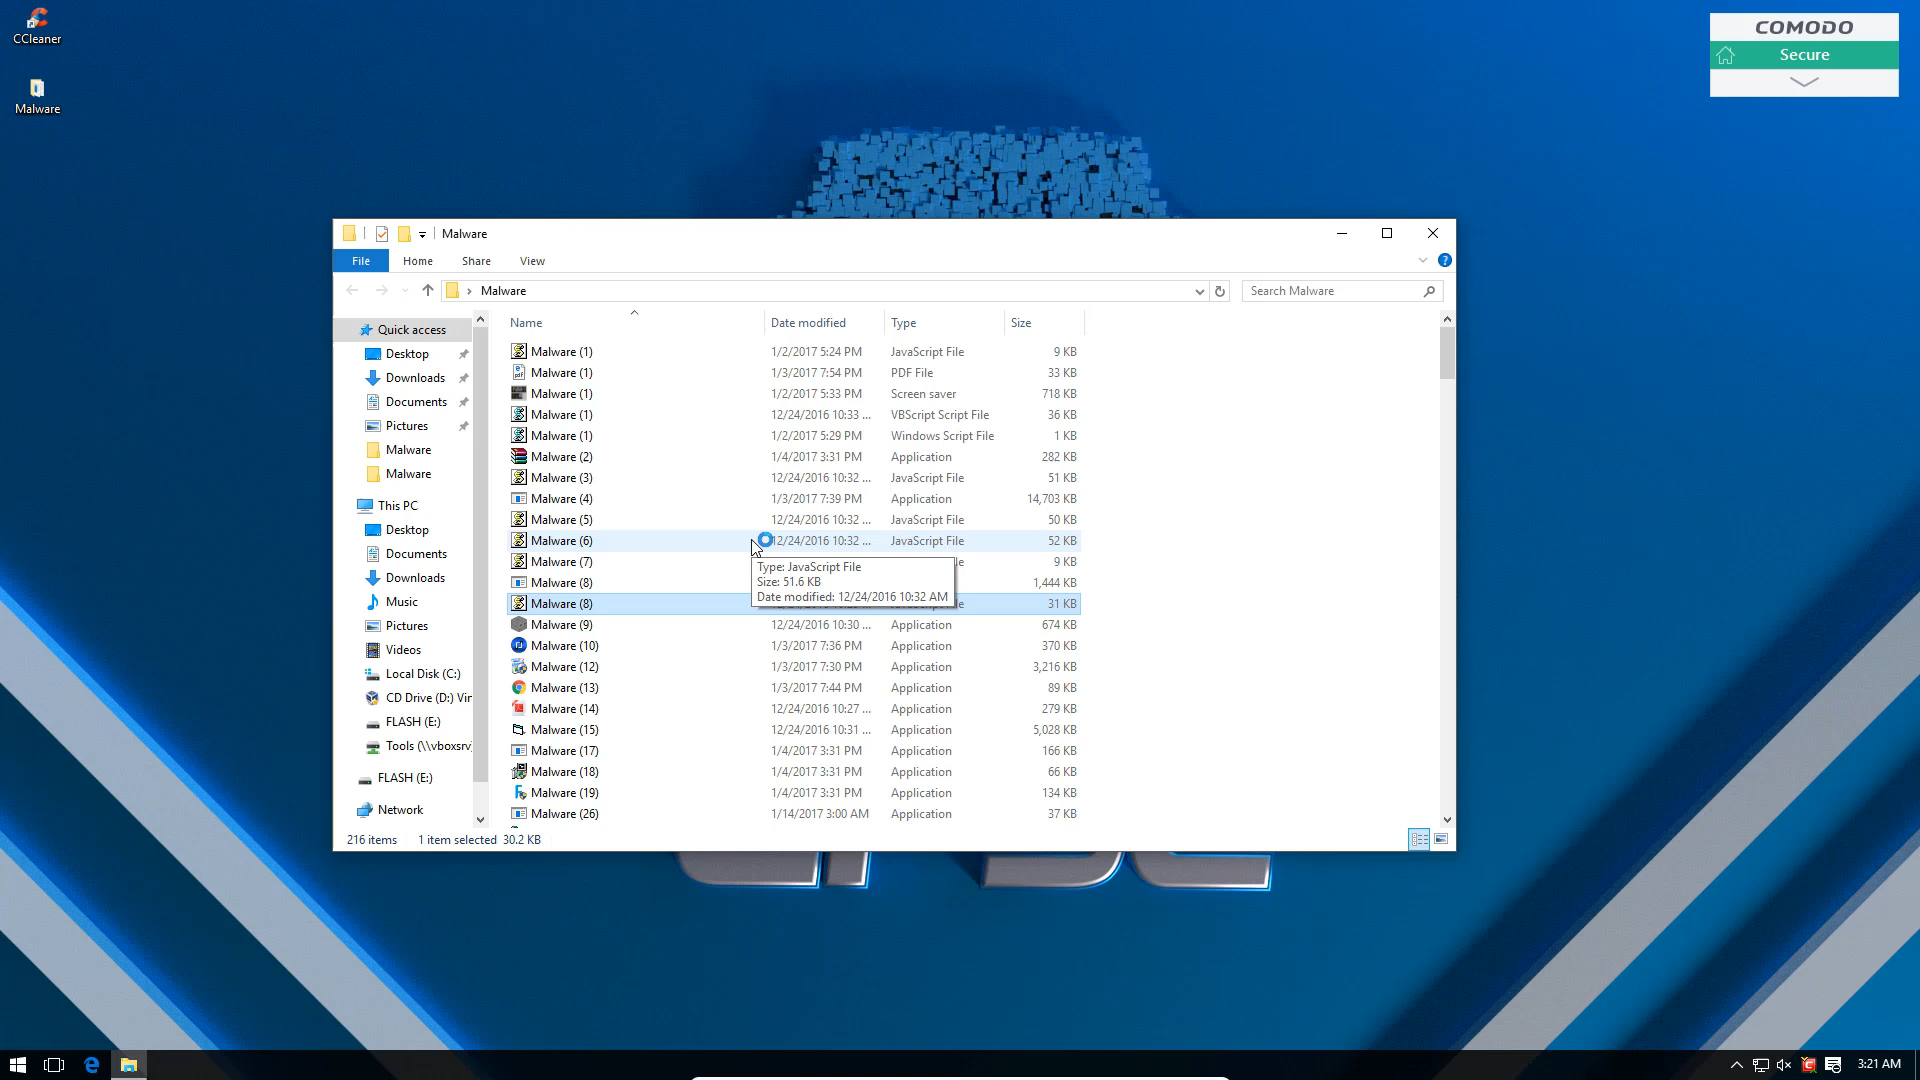 CCleaner
Malware
COMODO
Secure
Malware
File Home Share View
Malware
Search Malware
Quick access
Desktop
Downloads
Documents
Pictures
Malware
Malware
This PC
Desktop
Documents
Downloads
Music
Pictures
Videos
Local Disk (C:)
CD Drive (D:) Vir
FLASH (E:)
Tools (\\vboxsrv
FLASH (E:)
Network
Name Date modified Type Size
Malware (1) 1/2/2017 5:24 PM JavaScript File 9 KB
Malware (1) 1/3/2017 7:54 PM PDF File 33 KB
Malware (1) 1/2/2017 5:33 PM Screen saver 718 KB
Malware (1) 12/24/2016 10:33 ... VBScript Script File 36 KB
Malware (1) 1/2/2017 5:29 PM Windows Script File 1 KB
Malware (2) 1/4/2017 3:31 PM Application 282 KB
Malware (3) 12/24/2016 10:32 ... JavaScript File 51 KB
Malware (4) 1/3/2017 7:39 PM Application 14,703 KB
Malware (5) 12/24/2016 10:32 ... JavaScript File 50 KB
Malware (6) 12/24/2016 10:32 ... JavaScript File 52 KB
Malware (7) 9 KB
Malware (8) 1,444 KB
Malware (8) 31 KB
Type: JavaScript File
Size: 51.6 KB
Date modified: 12/24/2016 10:32 AM
Malware (9) 12/24/2016 10:30 ... Application 674 KB
Malware (10) 1/3/2017 7:36 PM Application 370 KB
Malware (12) 1/3/2017 7:30 PM Application 3,216 KB
Malware (13) 1/3/2017 7:44 PM Application 89 KB
Malware (14) 12/24/2016 10:27 ... Application 279 KB
Malware (15) 12/24/2016 10:31 ... Application 5,028 KB
Malware (17) 1/4/2017 3:31 PM Application 166 KB
Malware (18) 1/4/2017 3:31 PM Application 66 KB
Malware (19) 1/4/2017 3:31 PM Application 134 KB
Malware (26) 1/14/2017 3:00 AM Application 37 KB
216 items 1 item selected 30.2 KB
3:21 AM